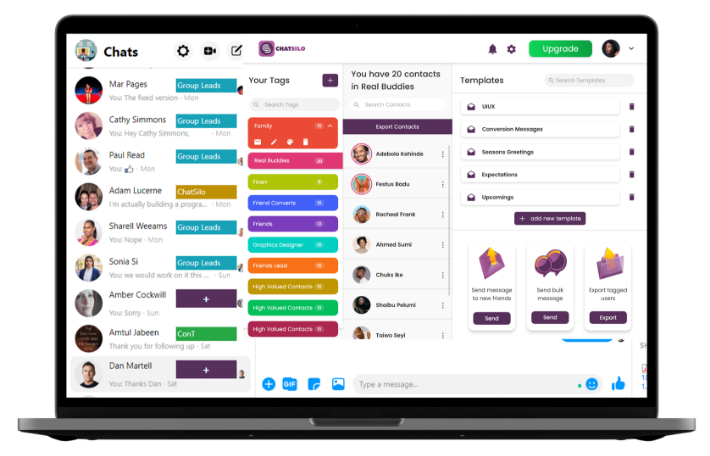 Chats
Mar Pages
Group Leads
You: The fixed version · Mon
Cathy Simmons
Group Leads
You: Hey Cathy Simmons, · Mon
Paul Read
Group Leads
You: 👍 · Mon
Adam Lucerne
ChatSilo
I'm actually building a progra... · Mon
Sharell Weeams
Group Leads
You: Nope · Mon
Sonia Si
Group Leads
You: we would work on it this ... · Sun
Amber Cockwill
+
You: Sorry · Sun
Amtul Jabeen
ConT
Thank you for following up · Sat
Dan Martell
+
You: Thanks Dan · Sat
CHATSILO
Upgrade
Your Tags
+
Search Tags
Family
Real Buddies
20
Friend Converts
Friends
Graphics Designer
Friends Lead
High Valued Contacts
High Valued Contacts
High Valued Contacts
You have 20 contacts
in Real Buddies
Search Contacts
Export Contacts
Adebola Kehinde
Festus Badu
Racheal Frank
Ahmed Sumi
Chuks Ike
Shaibu Pelumi
Taiwo Seyi
Templates
Search Templates
UIUX
Conversion Messages
Seasons Greetings
Expectations
Upcomings
+ add new template
Send message
to new friends
Send
Send bulk
message
Send
Export tagged
users
Export
GIF
Type a message...